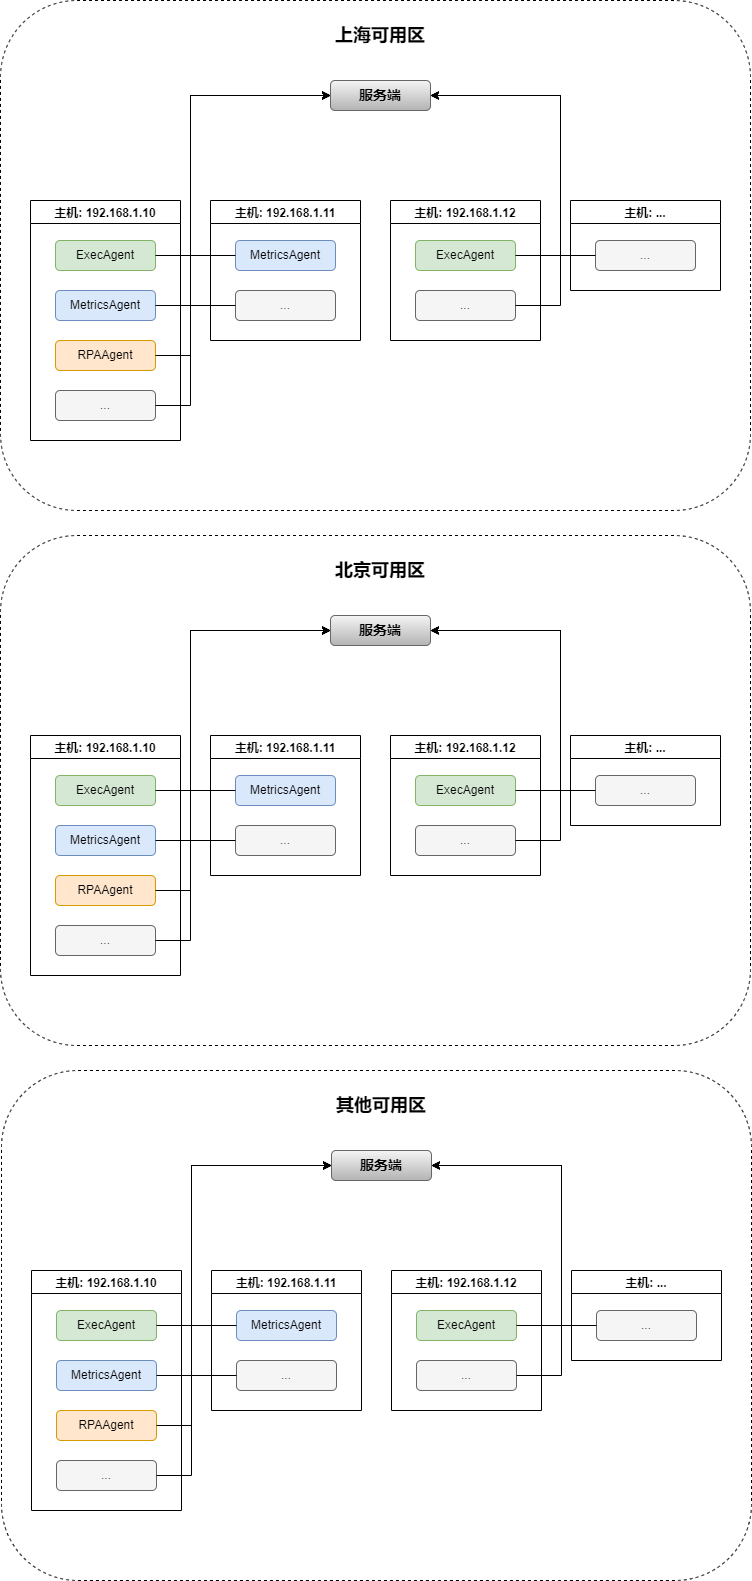 上海可用区
服务端
主机: 192.168.1.10
主机: 192.168.1.11
主机: 192.168.1.12
主机: ...
ExecAgent
MetricsAgent
ExecAgent
...
MetricsAgent
...
...
RPAAgent
...
北京可用区
服务端
主机: 192.168.1.10
主机: 192.168.1.11
主机: 192.168.1.12
主机: ...
ExecAgent
MetricsAgent
ExecAgent
...
MetricsAgent
...
...
RPAAgent
...
其他可用区
服务端
主机: 192.168.1.10
主机: 192.168.1.11
主机: 192.168.1.12
主机: ...
ExecAgent
MetricsAgent
ExecAgent
...
MetricsAgent
...
...
RPAAgent
...